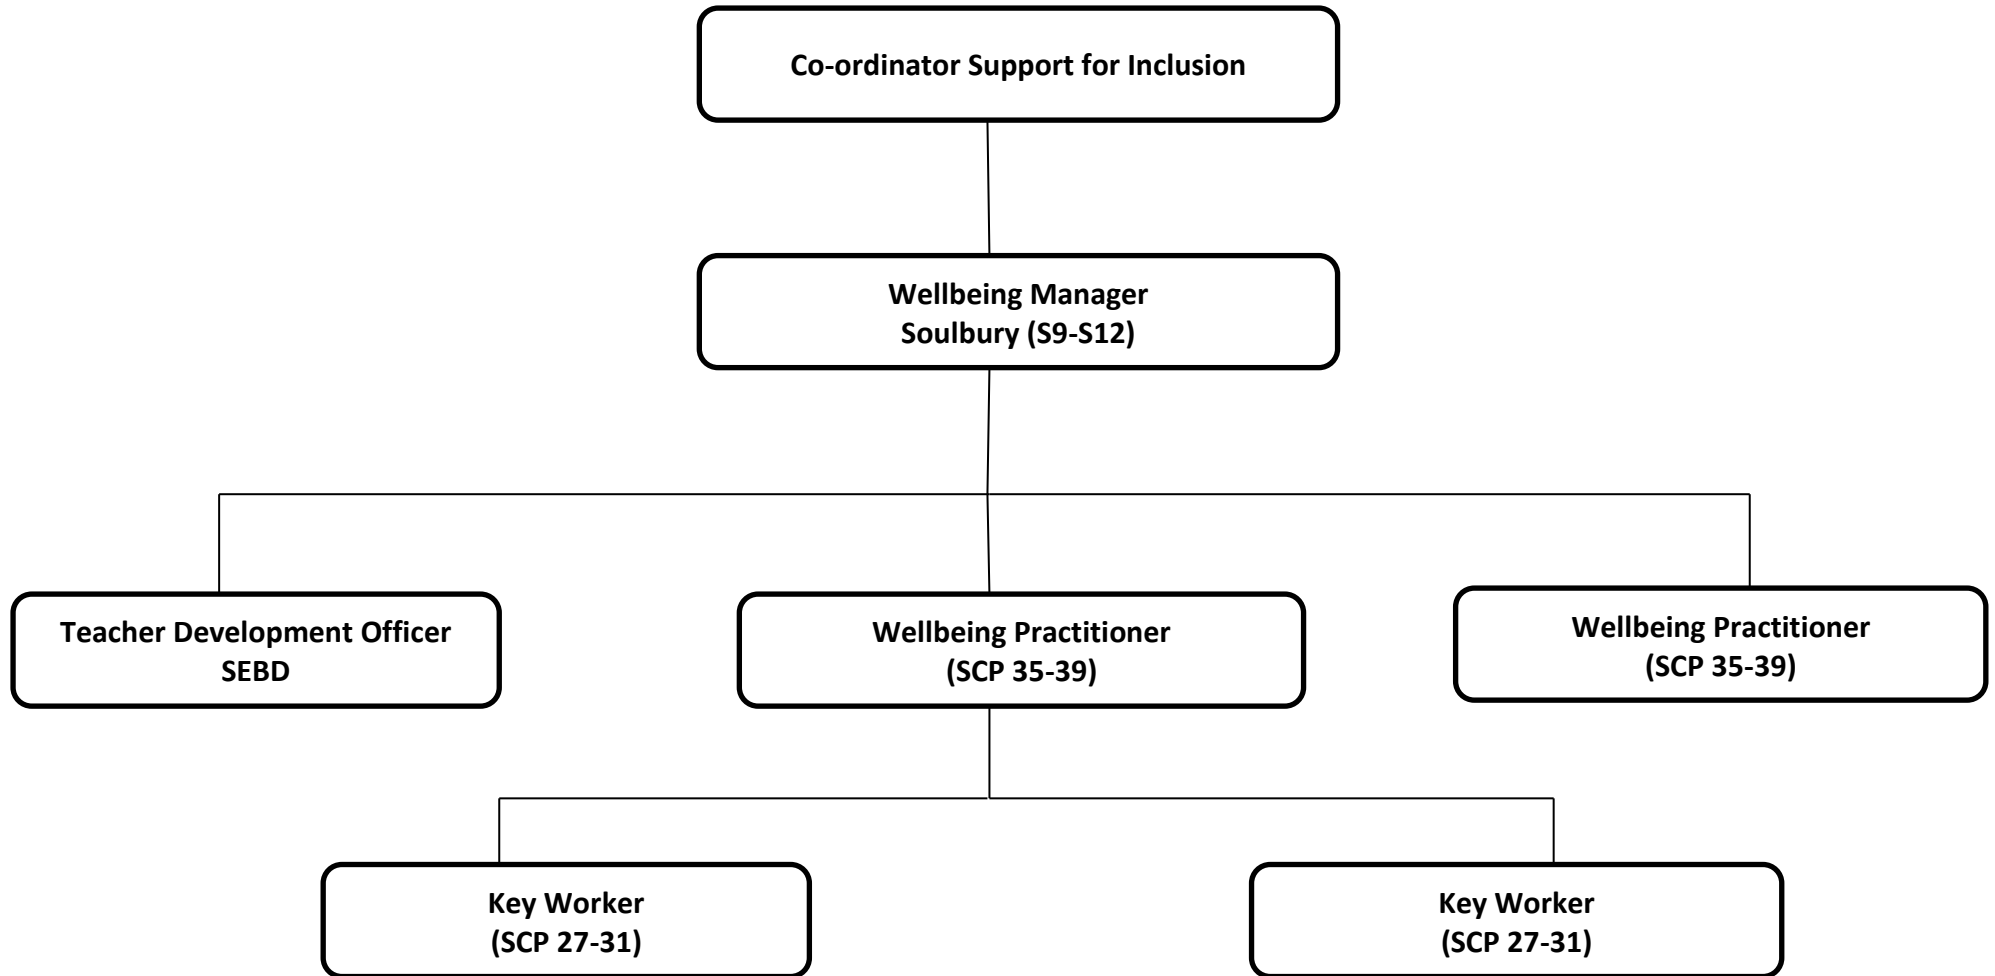 Co-ordinator Support for Inclusion
Wellbeing Manager
Soulbury (S9-S12)
Teacher Development Officer
SEBD
Wellbeing Practitioner
(SCP 35-39)
Wellbeing Practitioner
(SCP 35-39)
Key Worker
(SCP 27-31)
Key Worker
(SCP 27-31)